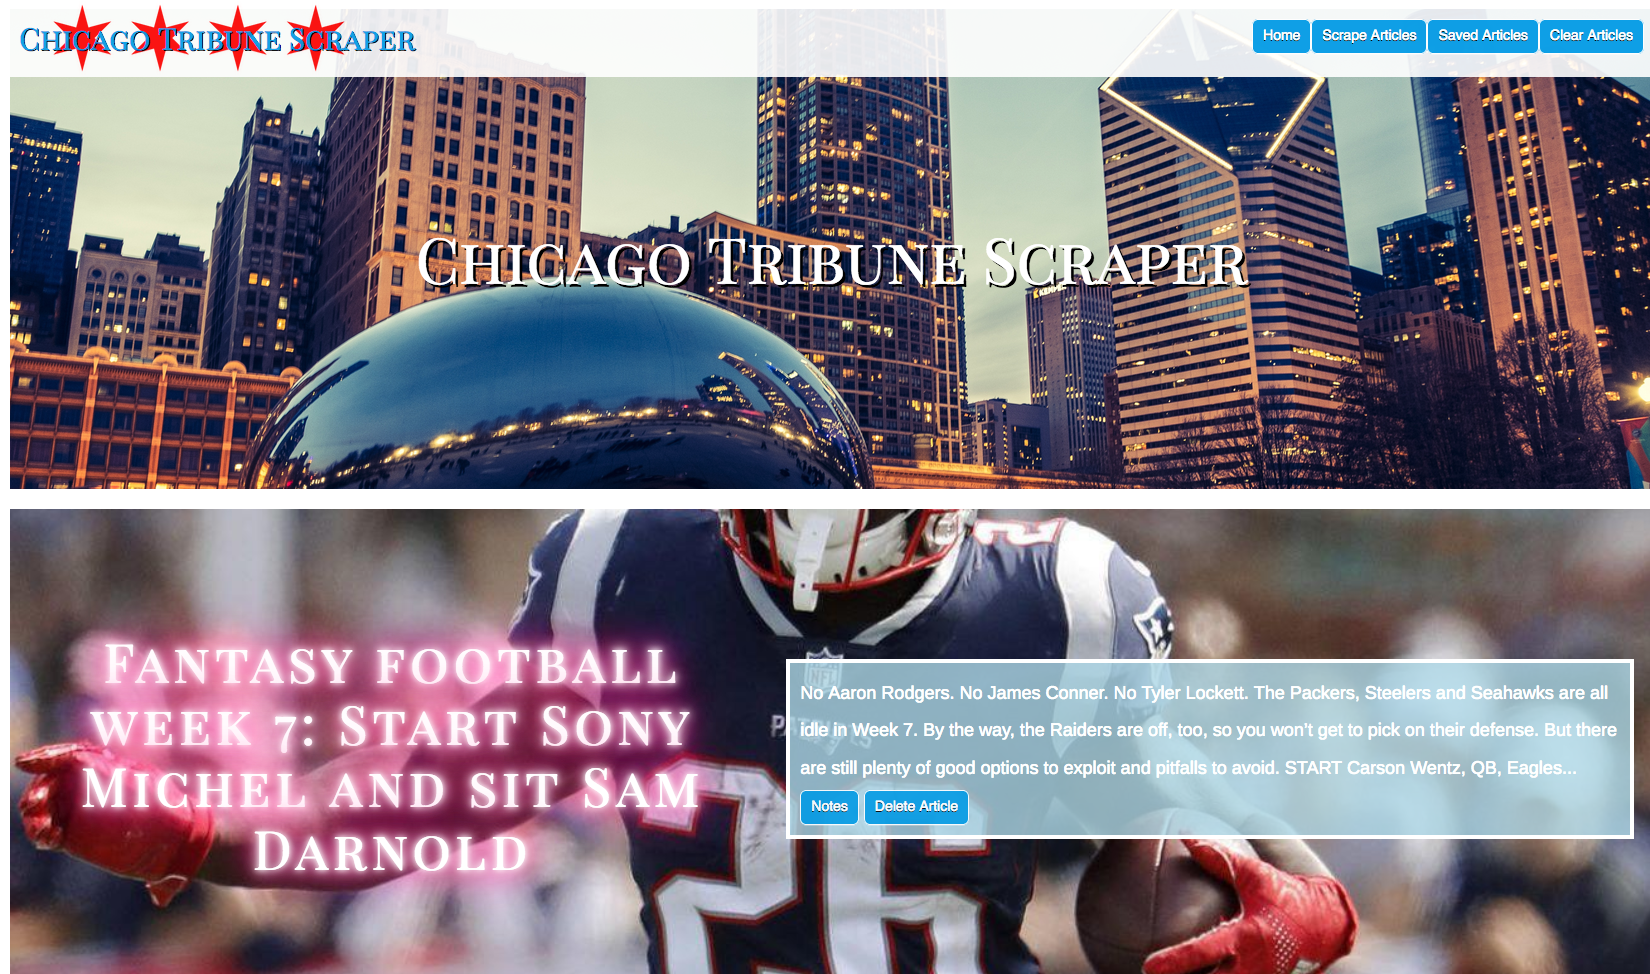 Chicago Tribune Scraper
Home
Scrape Articles
Saved Articles
Clear Articles
Chicago Tribune Scraper
Fantasy football
week 7: Start Sony
Michel and sit Sam
Darnold
NFL
PATRIOTS
No Aaron Rodgers. No James Conner. No Tyler Lockett. The Packers, Steelers and Seahawks are all
idle in Week 7. By the way, the Raiders are off, too, so you won't get to pick on their defense. But there
are still plenty of good options to exploit and pitfalls to avoid. START Carson Wentz, QB, Eagles...
Notes
Delete Article
26